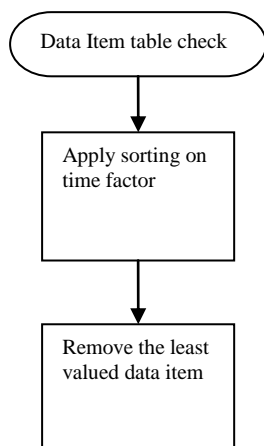 Data Item table check
Apply sorting on
time factor
Remove the least
valued data item